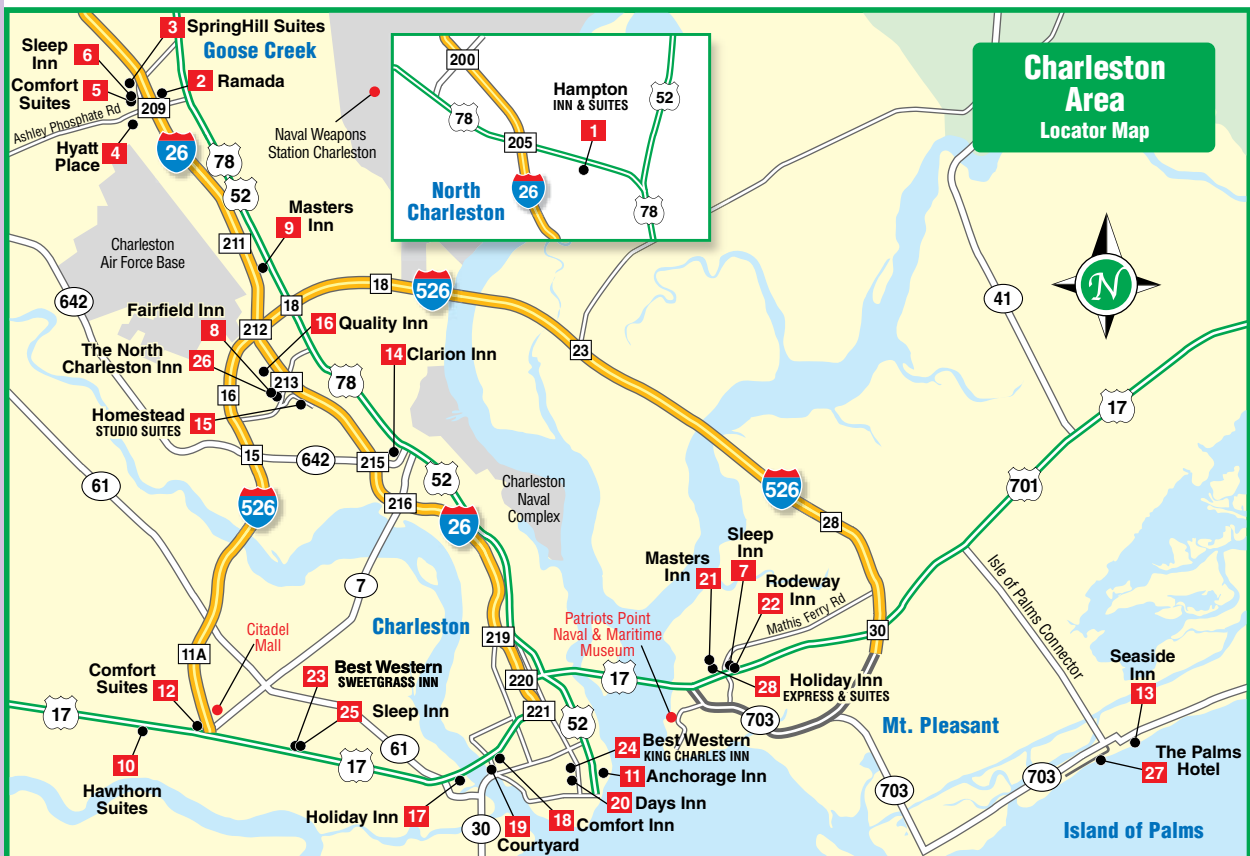 Charleston
Area
Locator Map
3 SpringHill Suites
Goose Creek
Sleep
Inn 6
2 Ramada
Comfort
Suites 5
209
Ashley Phosphate Rd
Hyatt
Place 4
26
78
52
Naval Weapons
Station Charleston
200
78
205
52
Hampton
INN & SUITES
1
North
Charleston
26
78
Masters
Inn
9
211
Charleston
Air Force Base
642
18
526
18
41
N
Fairfield Inn
8
212
16 Quality Inn
The North
Charleston Inn
26
14 Clarion Inn
23
213
78
16
17
Homestead
STUDIO SUITES
15
15
642
215
61
526
216
52
26
Charleston
Naval
Complex
526
701
28
7
Sleep
Inn
7
Masters
Inn 21
Rodeway
Inn
22
Mathis Ferry Rd
Isle of Palms Connector
Charleston
Patriots Point
Naval & Maritime
Museum
219
30
Citadel
Mall
11A
Comfort
Suites 12
23
Best Western
SWEETGRASS INN
25 Sleep Inn
220
17
28 Holiday Inn
EXPRESS & SUITES
Seaside
Inn
13
221
52
703
Mt. Pleasant
17
61
17
24 Best Western
KING CHARLES INN
11 Anchorage Inn
The Palms
Hotel
27
703
703
10
Hawthorn
Suites
20 Days Inn
Holiday Inn 17
18
Comfort Inn
30
19
Courtyard
Island of Palms